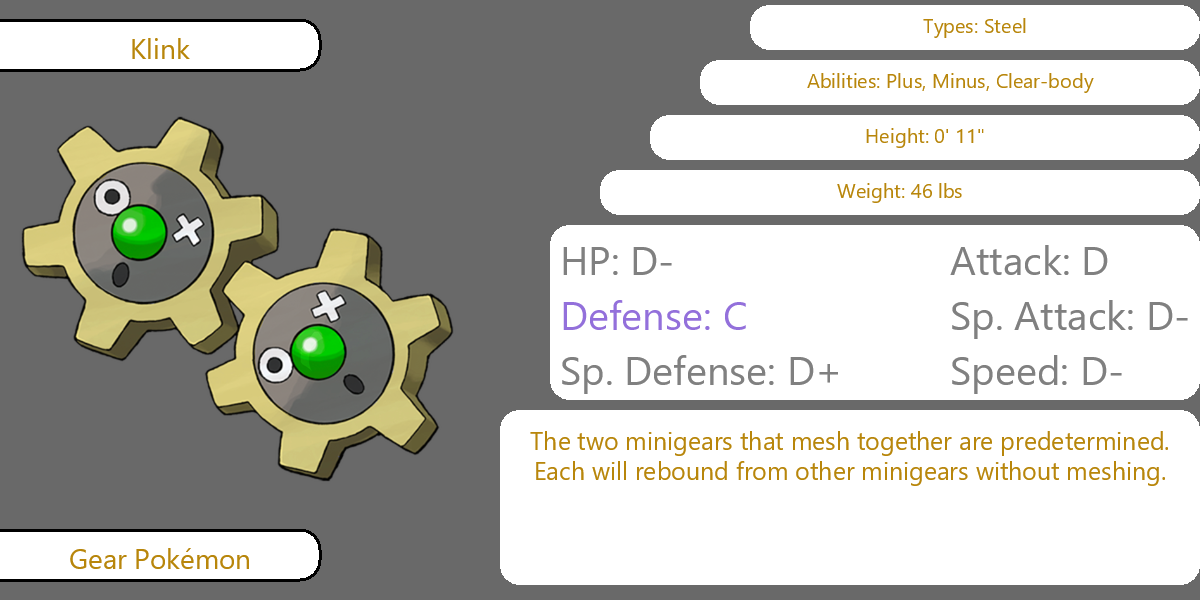 Klink
Types: Steel
Abilities: Plus, Minus, Clear-body
Height: 0' 11"
Weight: 46 lbs
HP: D-
Attack: D
Defense: C
Sp. Attack: D-
Sp. Defense: D+
Speed: D-
The two minigears that mesh together are predetermined.
Each will rebound from other minigears without meshing.
Gear Pokémon